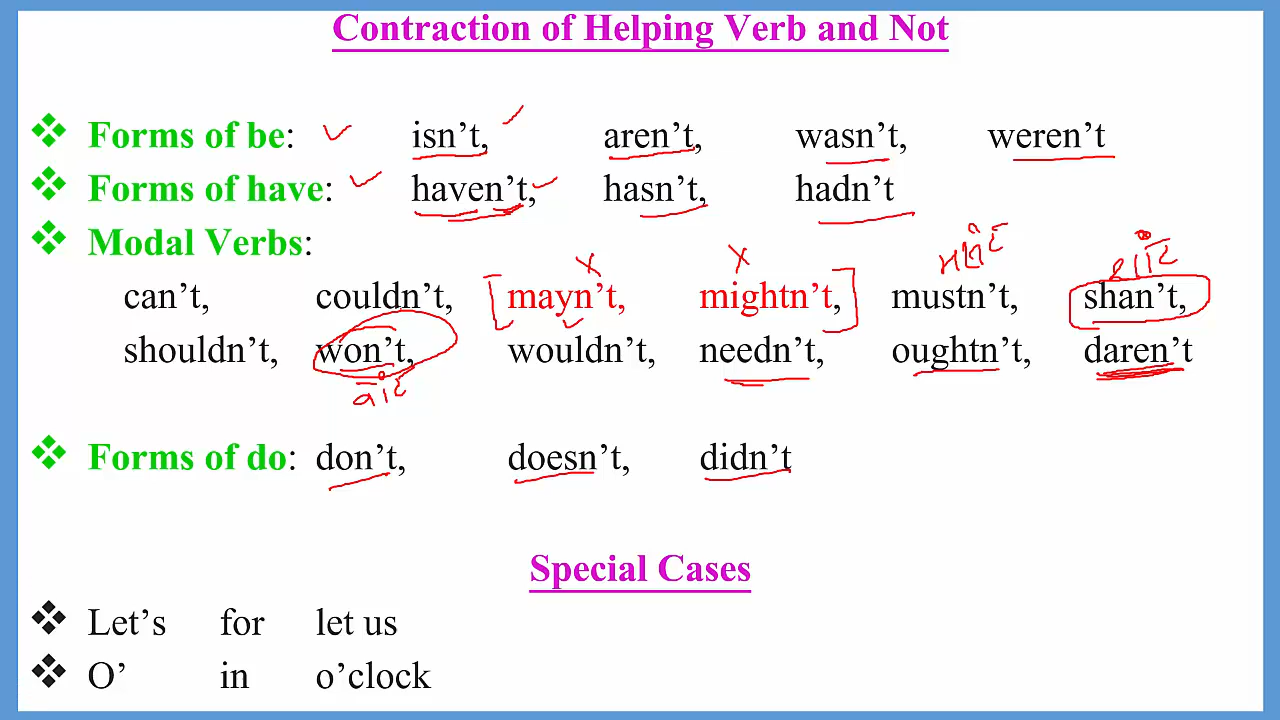 Contraction of Helping Verb and Not
❖ Forms of be: isn’t, aren’t, wasn’t, weren’t
❖ Forms of have: haven’t, hasn’t, hadn’t
❖ Modal Verbs:
can’t, couldn’t, mayn’t, mightn’t, mustn’t, shan’t,
shouldn’t, won’t, wouldn’t, needn’t, oughtn’t, daren’t
❖ Forms of do: don’t, doesn’t, didn’t
Special Cases
❖ Let’s for let us
❖ O’ in o’clock